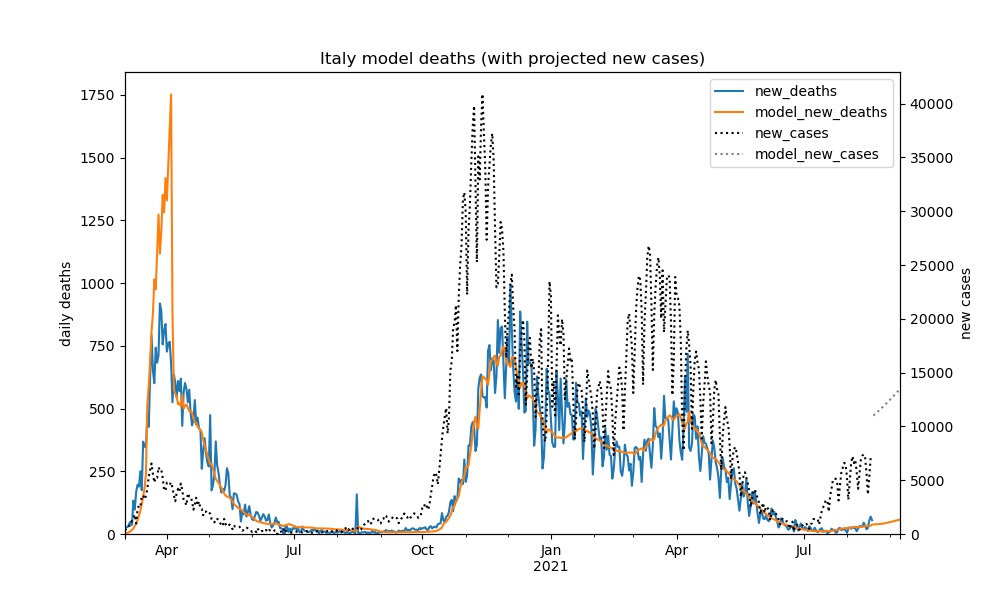 Italy model deaths (with projected new cases)
new_deaths
model_new_deaths
new_cases
model_new_cases
daily deaths
1750
1500
1250
1000
750
500
250
0
40000
35000
30000
25000
20000
15000
10000
5000
0
new cases
Apr Jul Oct Jan Apr Jul
2021